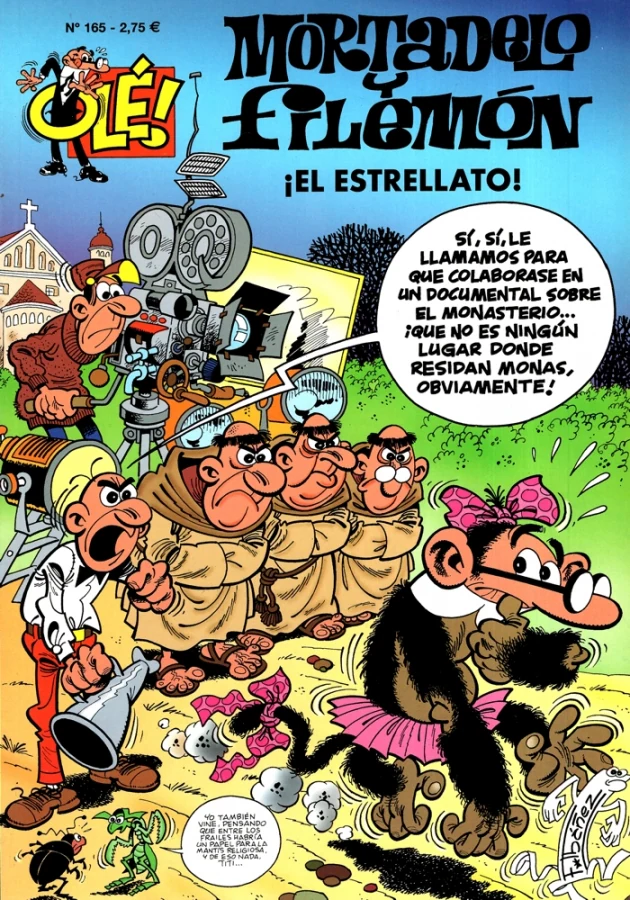 Nº 165 - 2,75 €
OLÉ!
MORTADELO
Y
FILEMÓN
¡EL ESTRELLATO!
SÍ, SÍ, LE
LLAMAMOS PARA
QUE COLABORASE EN
UN DOCUMENTAL SOBRE
EL MONASTERIO...
¡QUE NO ES NINGÚN
LUGAR DONDE
RESIDAN MONAS,
OBVIAMENTE!
YO TAMBIÉN
VINE, PENSANDO
QUE ENTRE LOS
FRAILES HABRÍA
UN PAPEL PARA LA
MANTIS RELIGIOSA,
Y DE ESO NADA,
TITI...
F. IBÁÑEZ